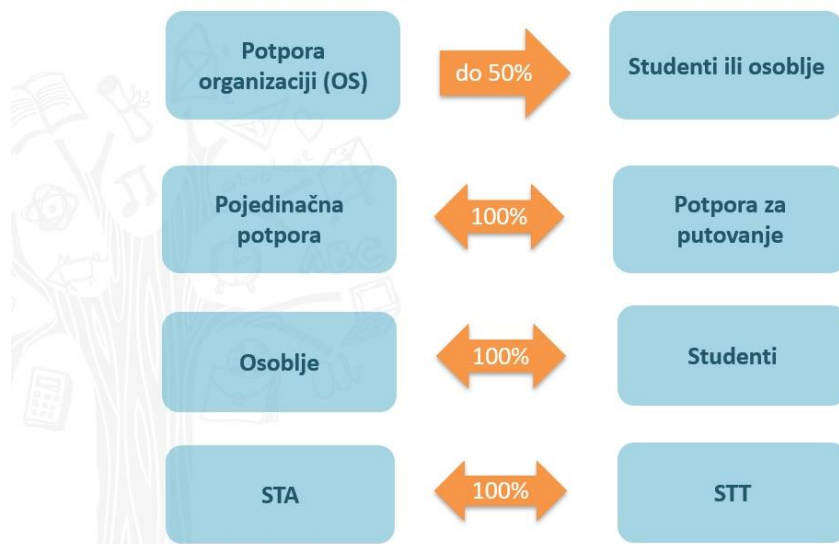 Potpora
organizaciji (OS)
do 50%
Studenti ili osoblje
Pojedinačna
potpora
100%
Potpora za
putovanje
Osoblje
100%
Studenti
STA
100%
STT
ABC